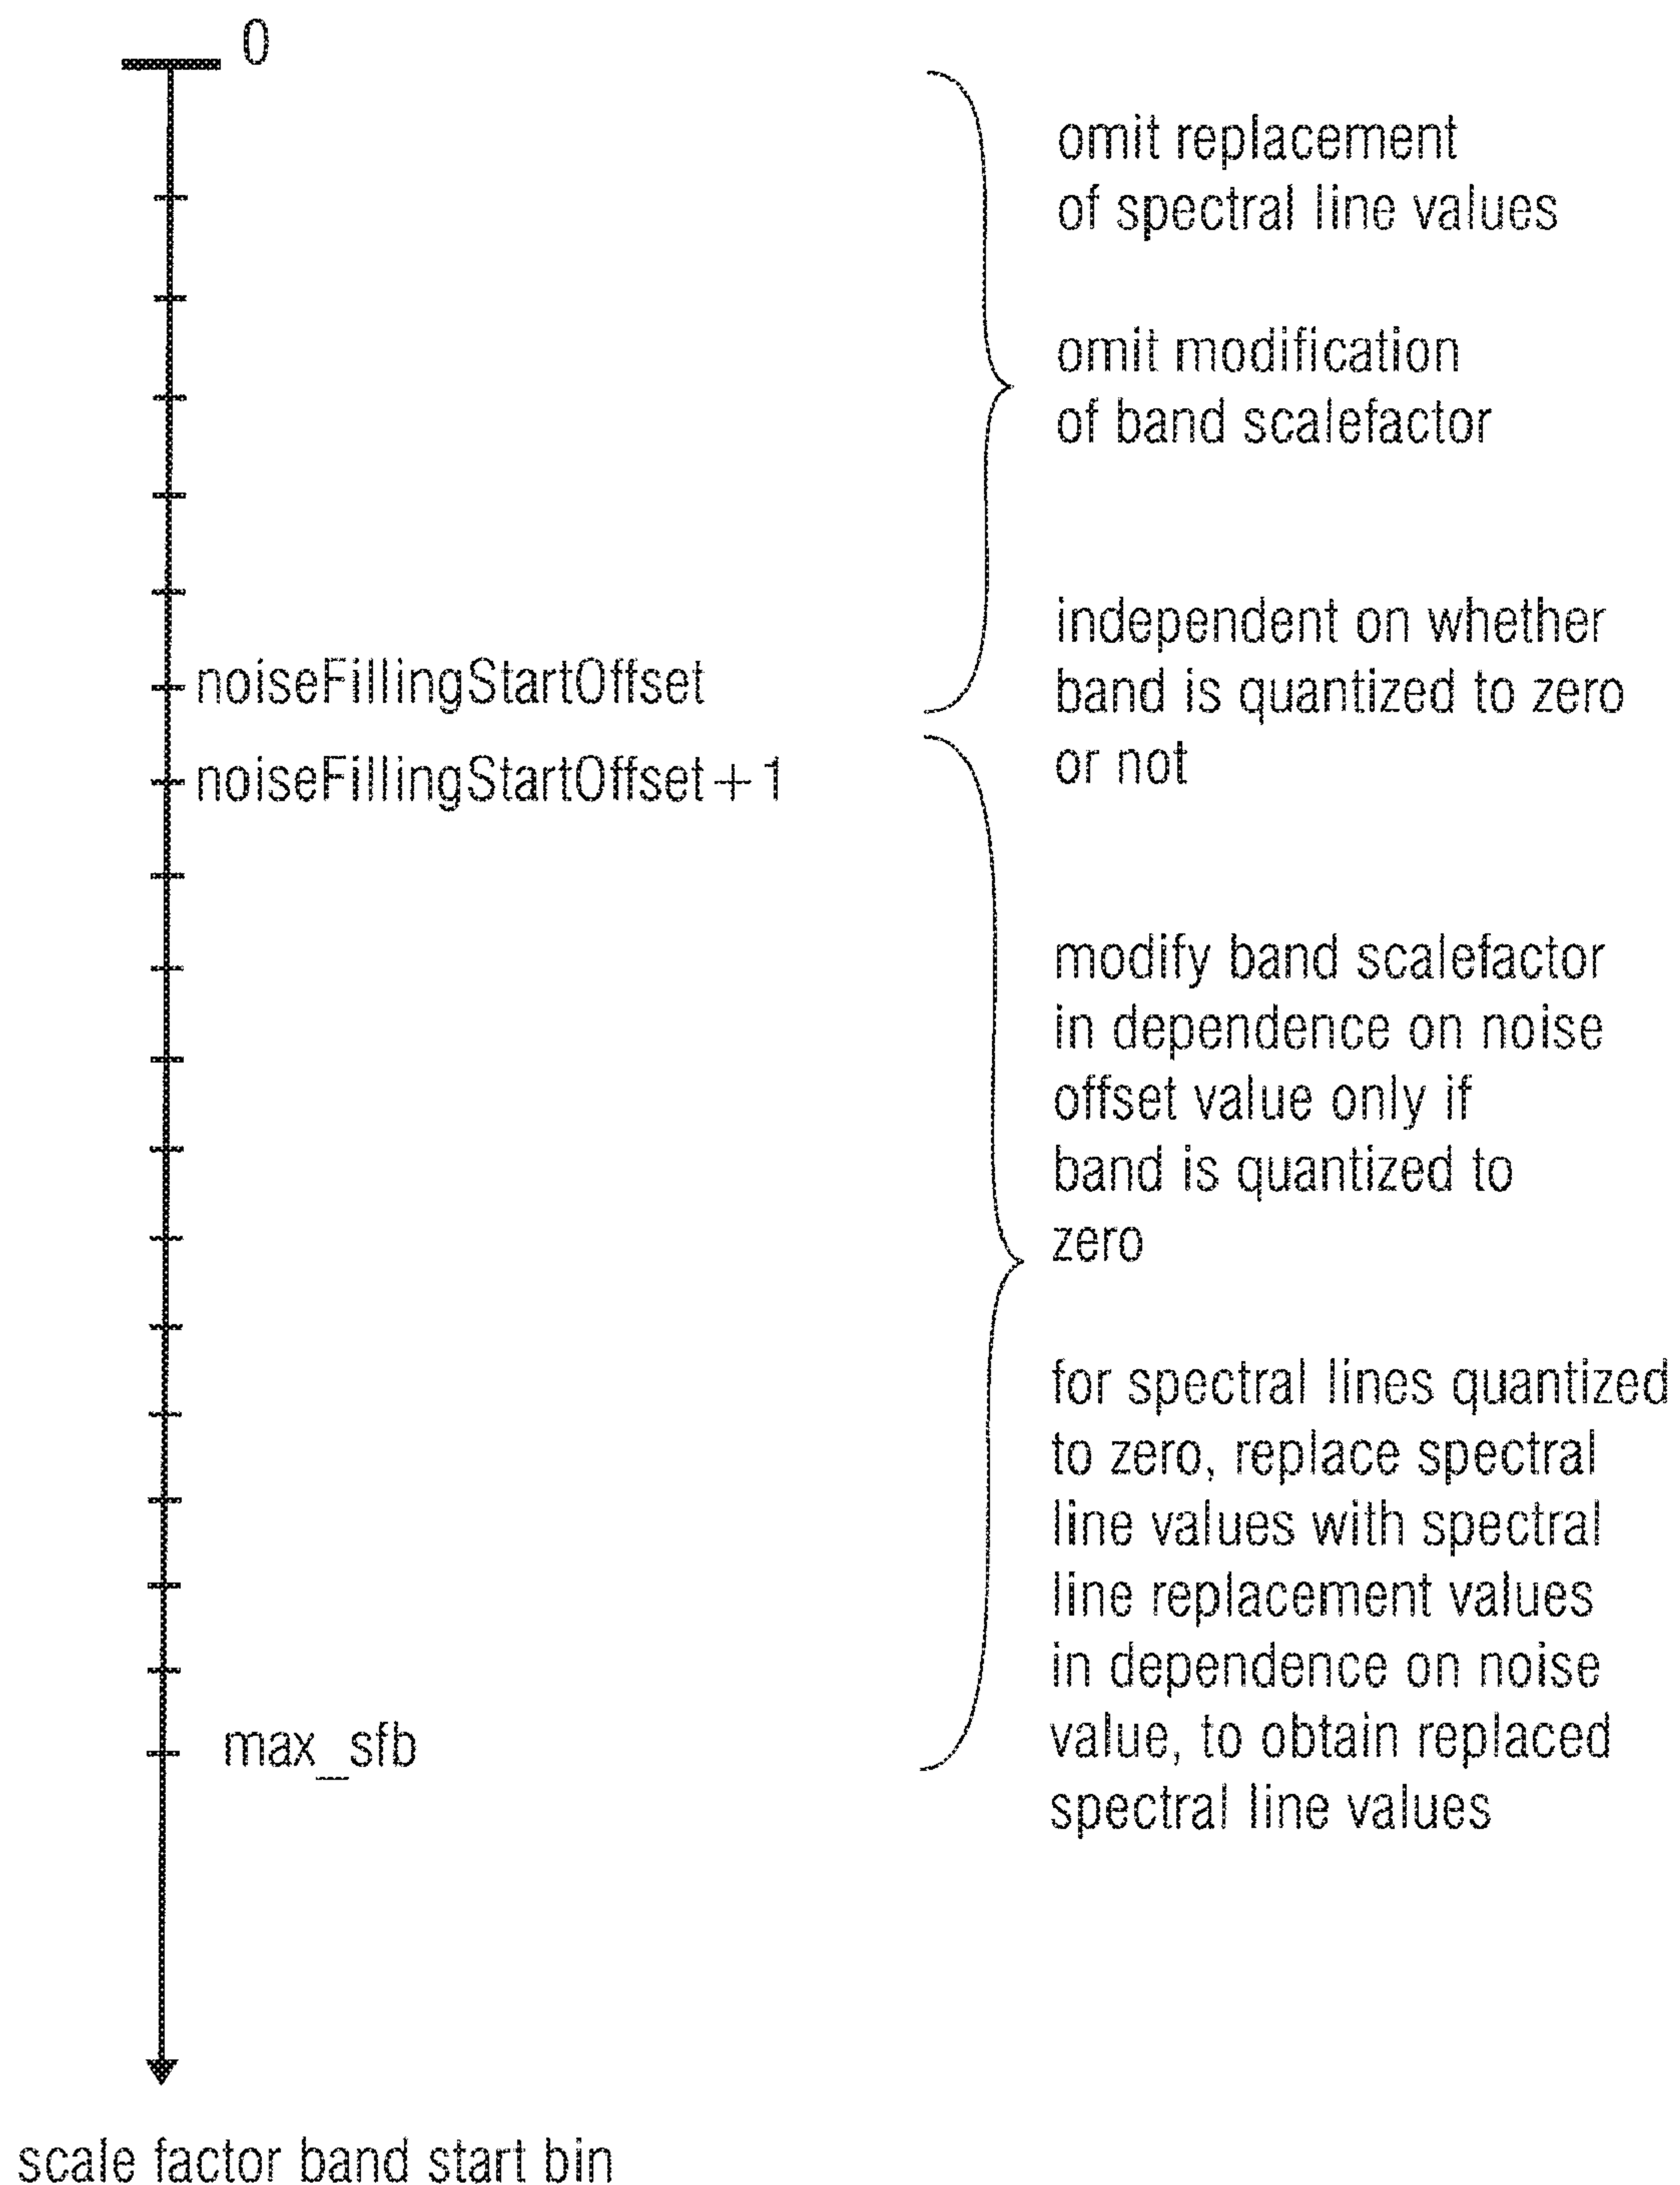 0
omit replacement
of spectral line values
omit modification
of band scalefactor
independent on whether
band is quantized to zero
or not
noiseFillingStartOffset
noiseFillingStartOffset+1
modify band scalefactor
in dependence on noise
offset value only if
band is quantized to
zero
for spectral lines quantized
to zero, replace spectral
line values with spectral
line replacement values
in dependence on noise
value, to obtain replaced
spectral line values
max_sfb
scale factor band start bin